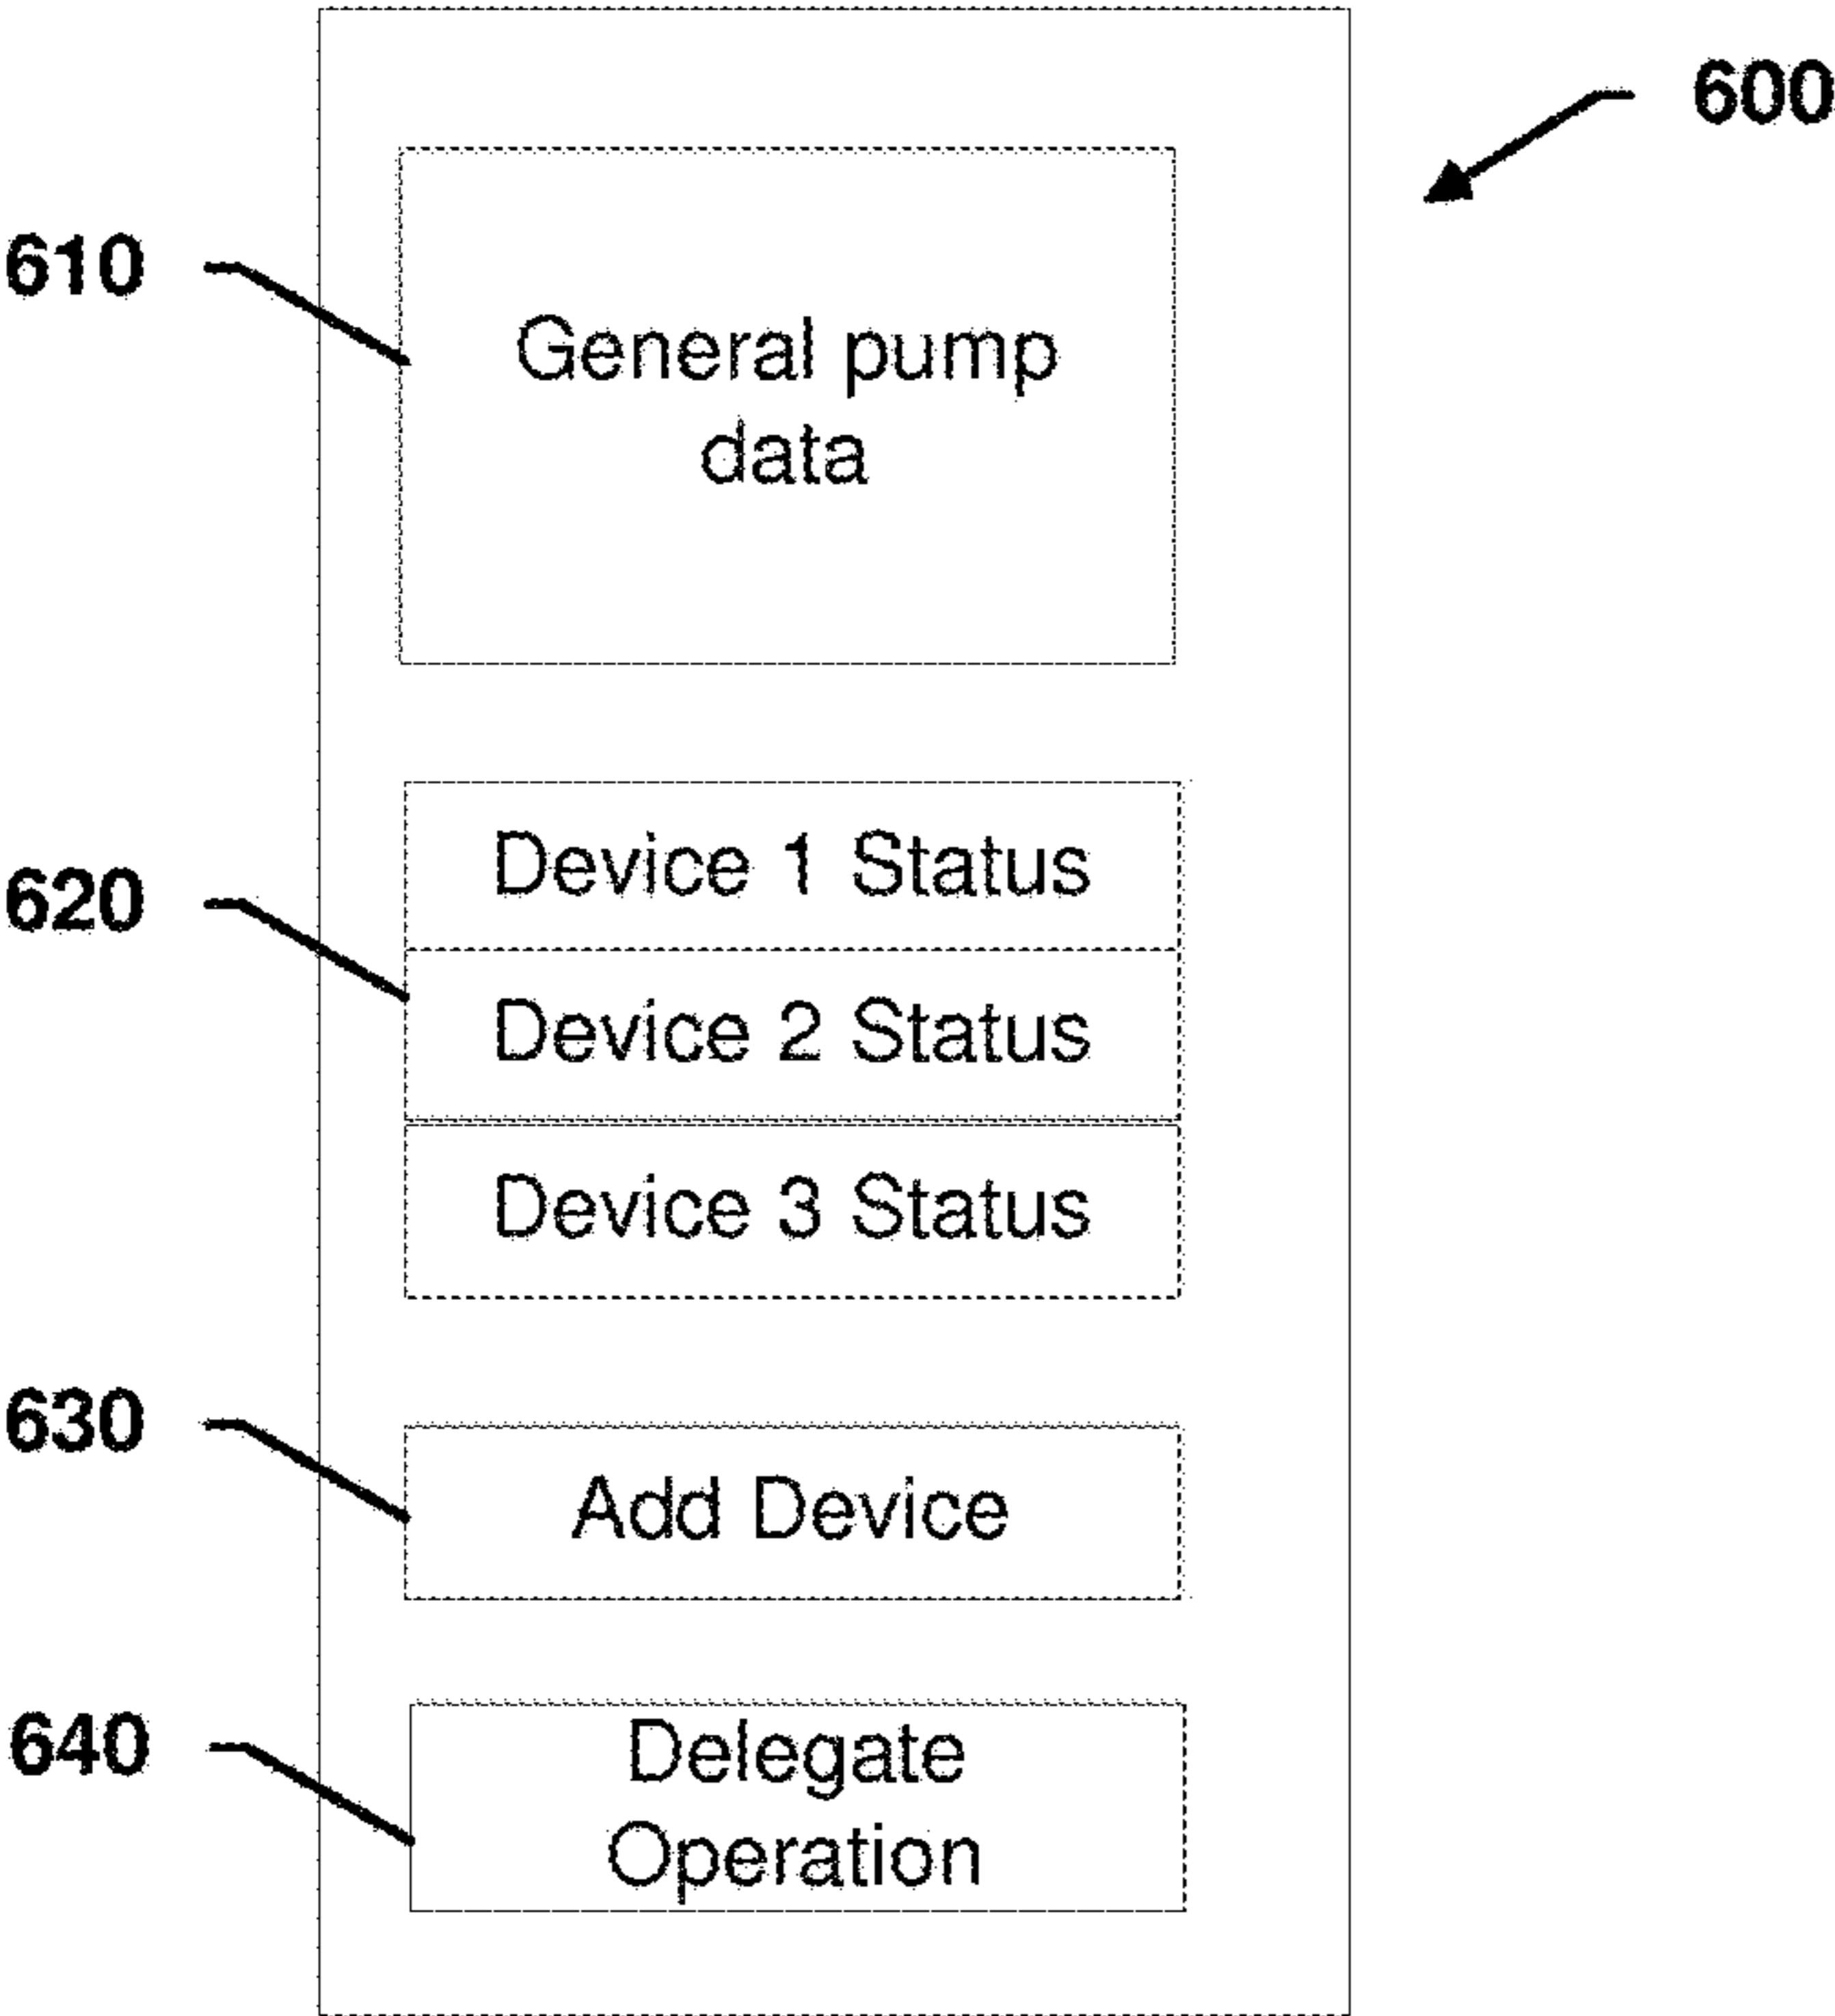 600
610
General pump
data
620
Device 1 Status
Device 2 Status
Device 3 Status
630
Add Device
640
Delegate
Operation